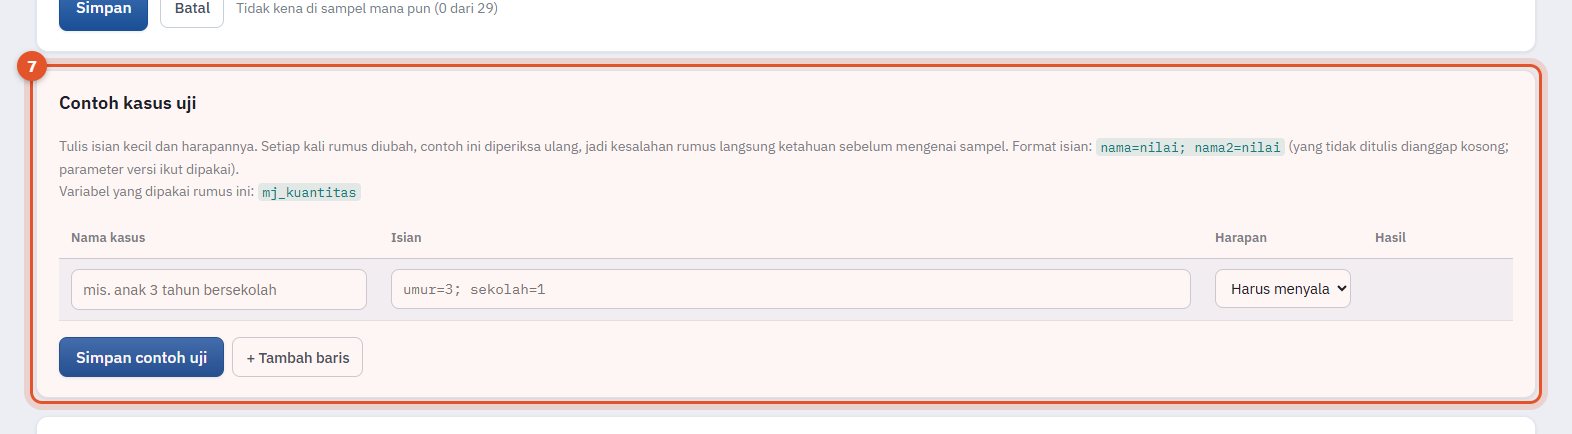 Simpan Batal Tidak kena di sampel mana pun (0 dari 29)
7
Contoh kasus uji
Tulis isian kecil dan harapannya. Setiap kali rumus diubah, contoh ini diperiksa ulang, jadi kesalahan rumus langsung ketahuan sebelum mengenai sampel. Format isian: nama=nilai; nama2=nilai (yang tidak ditulis dianggap kosong;
parameter versi ikut dipakai).
Variabel yang dipakai rumus ini: mj_kuantitas
Nama kasus Isian Harapan Hasil
mis. anak 3 tahun bersekolah umur=3; sekolah=1 Harus menyala
Simpan contoh uji + Tambah baris